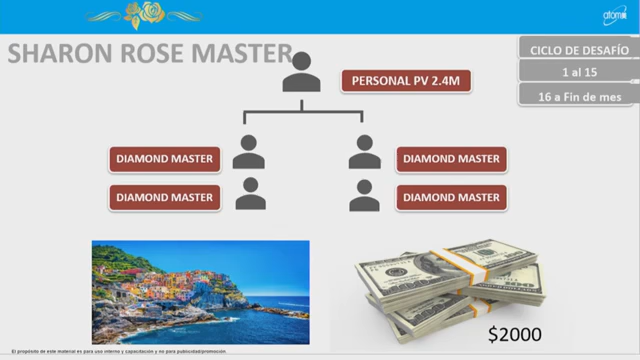 atomy
SHARON ROSE MASTER
CICLO DE DESAFÍO
1 al 15
16 a Fin de mes
PERSONAL PV 2.4M
DIAMOND MASTER
DIAMOND MASTER
DIAMOND MASTER
DIAMOND MASTER
$2000
El propósito de este material es para uso interno y capacitación y no para publicidad/promoción.